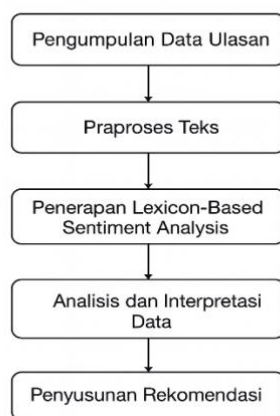 Pengumpulan Data Ulasan
Praproses Teks
Penerapan Lexicon-Based
Sentiment Analysis
Analisis dan Interpretasi
Data
Penyusunan Rekomendasi